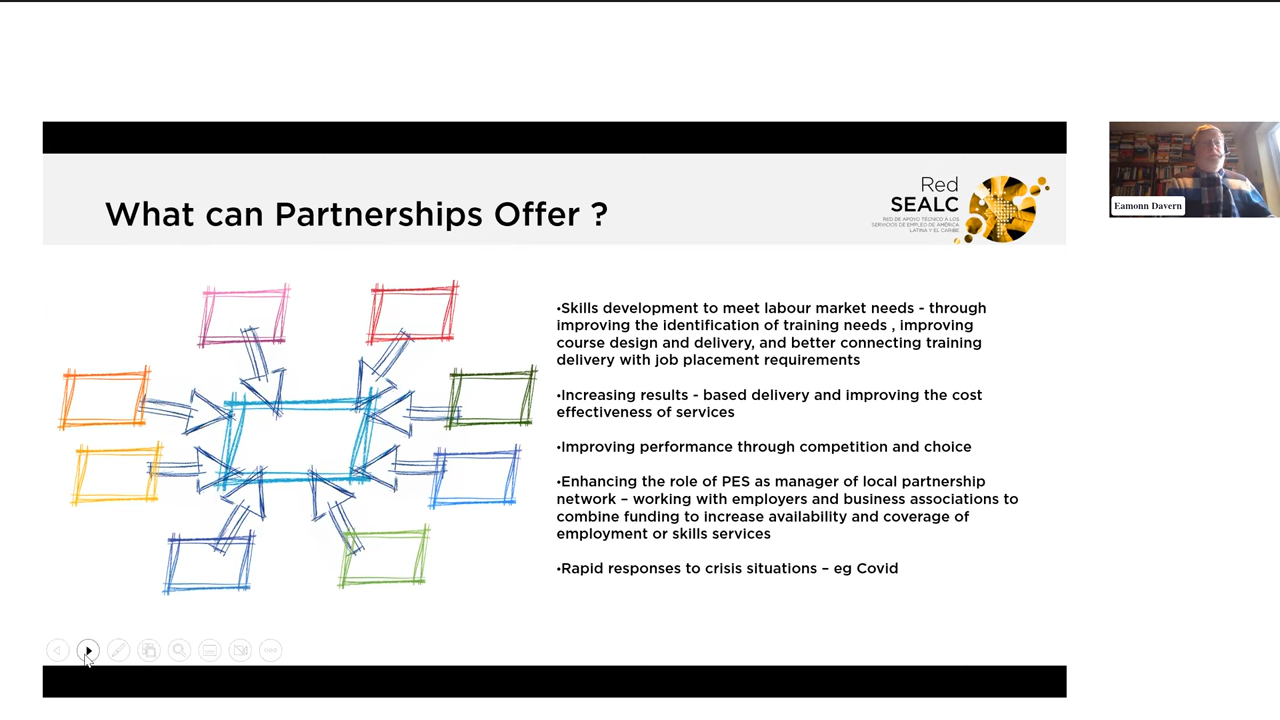 What can Partnerships Offer ?
Red
SEALC
RED DE APOYO TÉCNICO A LOS
SERVICIOS DE EMPLEO DE AMÉRICA
LATINA Y EL CARIBE
Eamonn Davern
•Skills development to meet labour market needs - through
improving the identification of training needs , improving
course design and delivery, and better connecting training
delivery with job placement requirements
•Increasing results - based delivery and improving the cost
effectiveness of services
•Improving performance through competition and choice
•Enhancing the role of PES as manager of local partnership
network – working with employers and business associations to
combine funding to increase availability and coverage of
employment or skills services
•Rapid responses to crisis situations – eg Covid